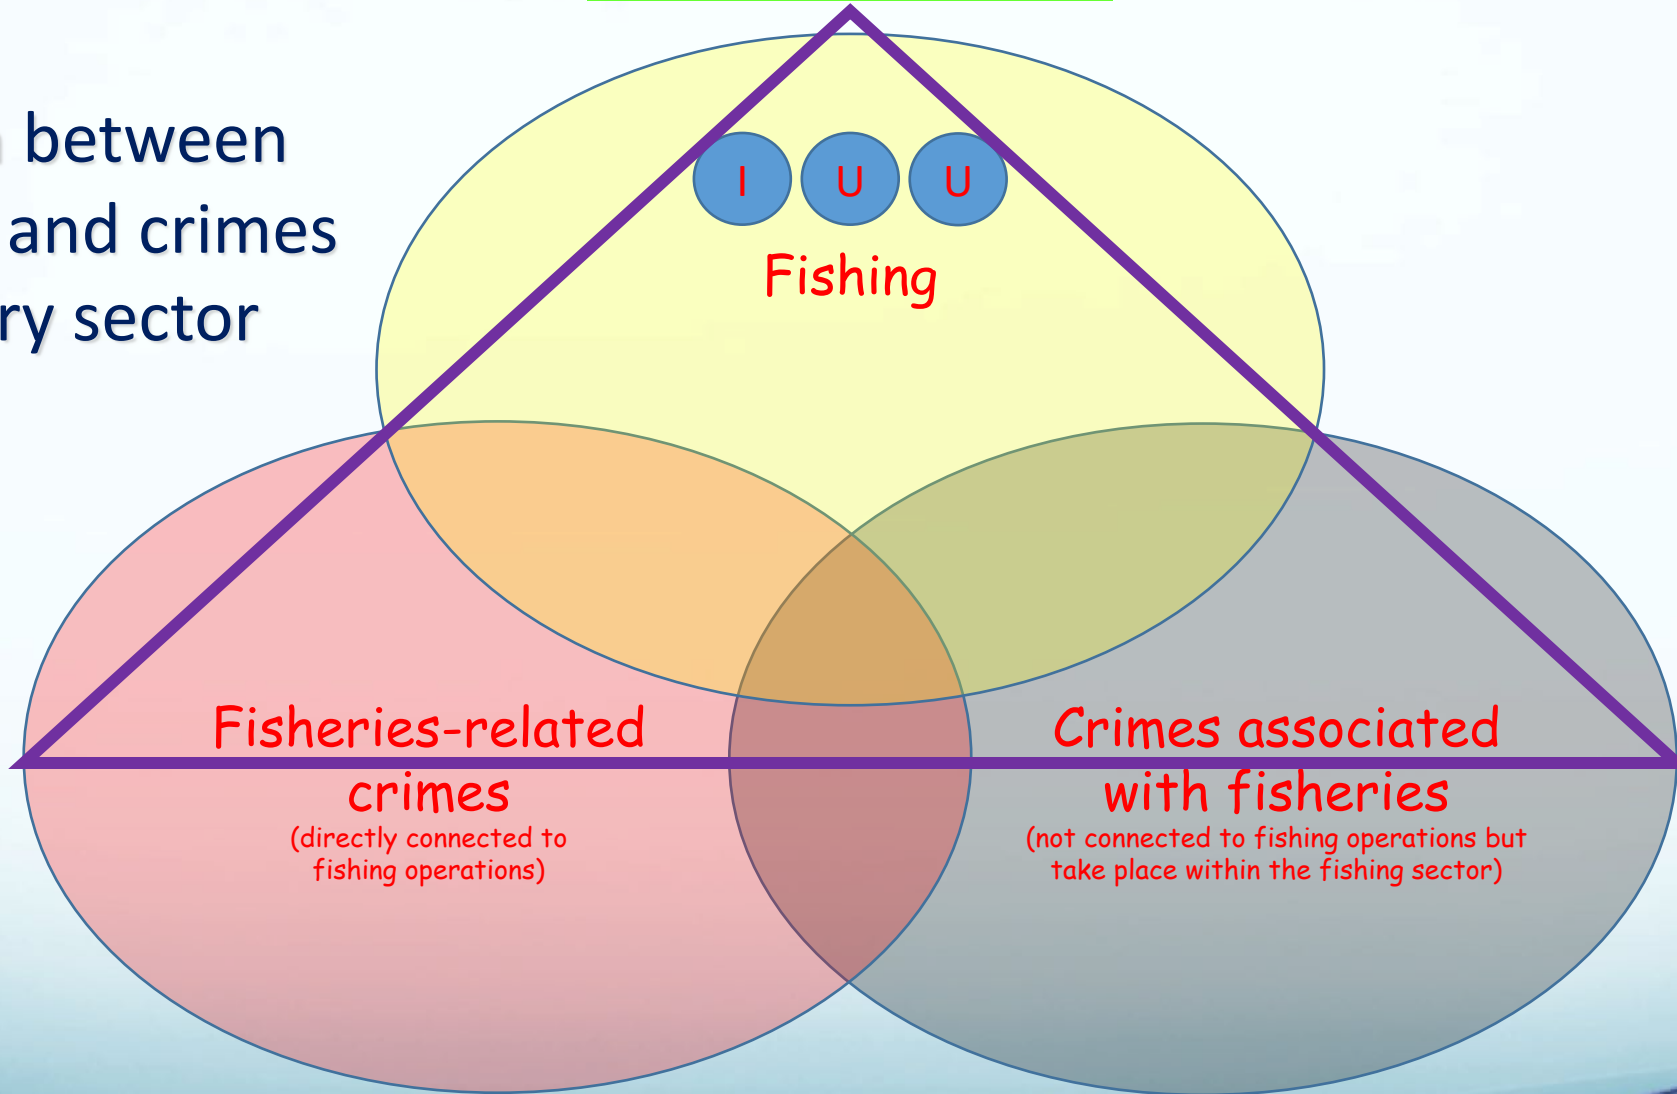 between
and crimes
sector
I U U
Fishing
Fisheries-related
crimes
(directly connected to
fishing operations)
Crimes associated
with fisheries
(not connected to fishing operations but
take place within the fishing sector)